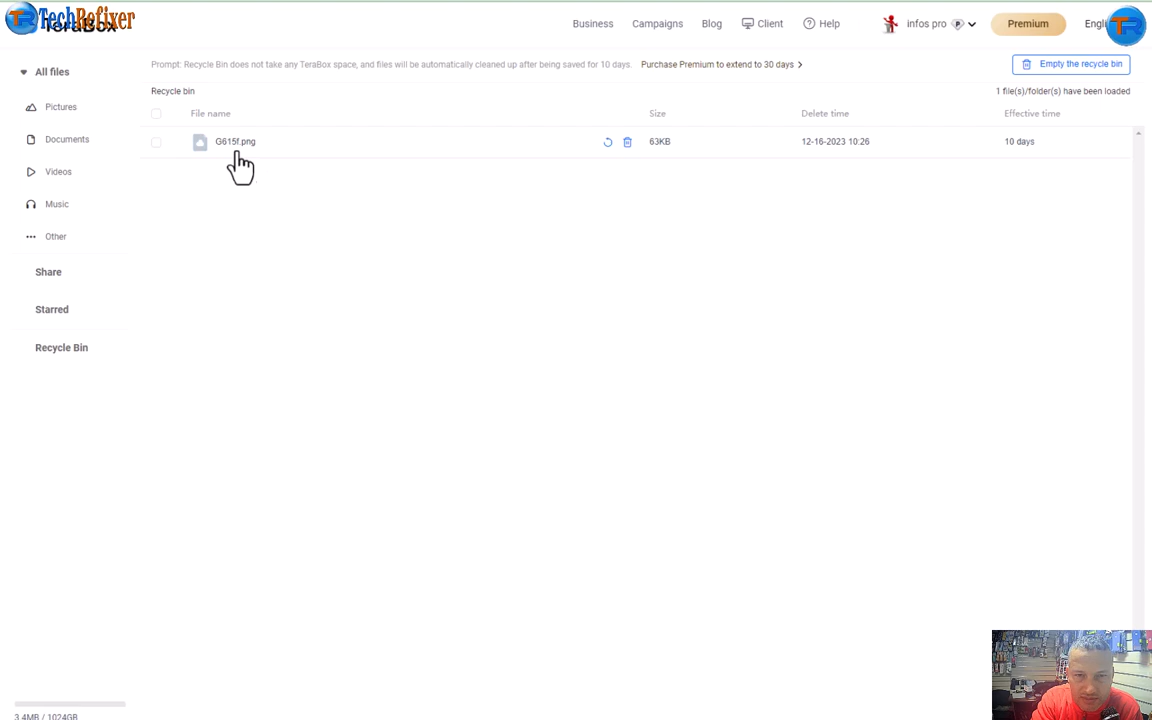 TechRefixer
TeraBox
Business Campaigns Blog Client Help infos pro P Premium
TR
All files
Pictures
Documents
Videos
Music
Other
Share
Starred
Recycle Bin
Prompt: Recycle Bin does not take any TeraBox space, and files will be automatically cleaned up after being saved for 10 days. Purchase Premium to extend to 30 days
Empty the recycle bin
Recycle bin
1 file(s)/folder(s) have been loaded
File name Size Delete time Effective time
G615f.png 63KB 12-16-2023 10:26 10 days
3.4MB / 1024GB